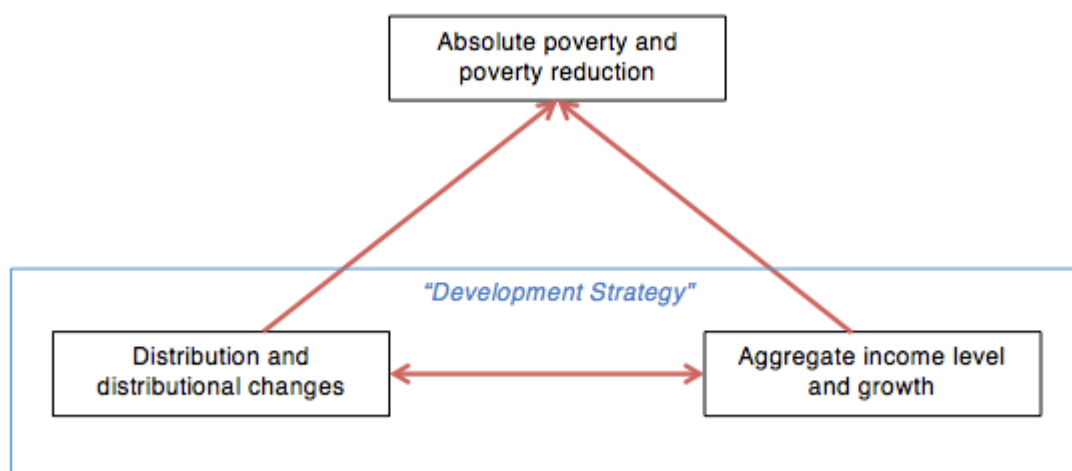 Absolute poverty and
poverty reduction
“Development Strategy"
Distribution and
distributional changes
Aggregate income level
and growth